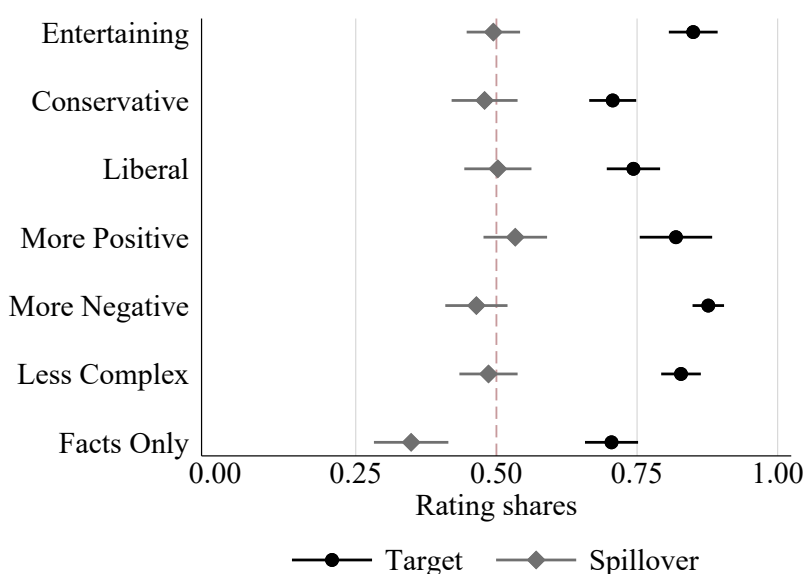 Entertaining
Conservative
Liberal
More Positive
More Negative
Less Complex
Facts Only
0.00 0.25 0.50 0.75 1.00
Rating shares
Target Spillover